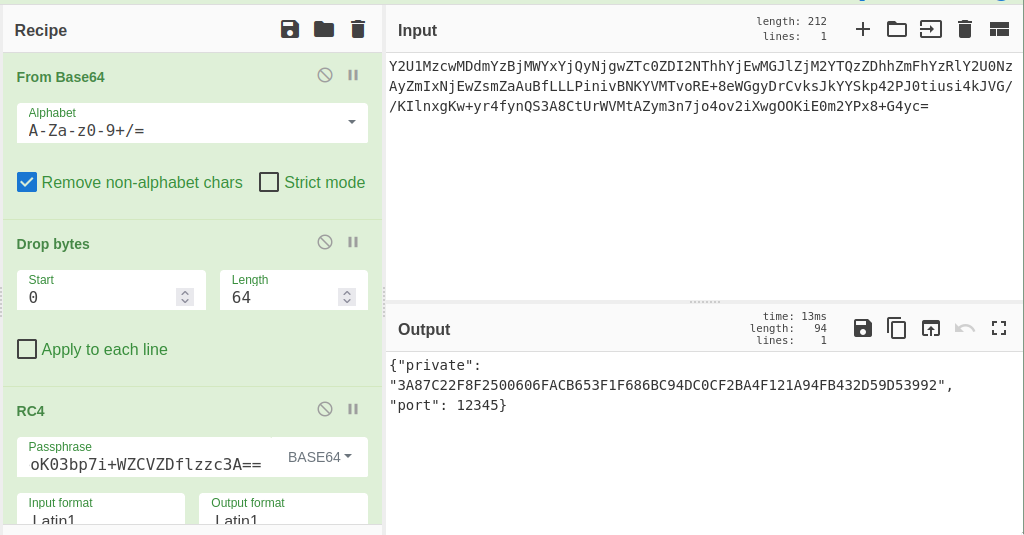 Recipe
From Base64
Alphabet
A-Za-z0-9+/=
Remove non-alphabet chars
Strict mode
Drop bytes
Start
0
Length
64
Apply to each line
RC4
Passphrase
oK03bp7i+WZCVZDflzzc3A==
BASE64
Input format
Latin1
Output format
Latin1
Input
length: 212
lines: 1
Y2U1MzcwMDdmYzBjMWYxYjQyNjgwZTc0ZDI2NThhYjEwMGJlZjM2YTQzZDhhZmFhYzRlY2U0Nz
AyZmIxNjEwZsmZaAuBfLLLPinivBNKYVMTvoRE+8eWGgyDrCvksJkYYSkp42PJ0tiusi4kJVG/
/KIlnxgKw+yr4fynQS3A8CtUrWVMtAZym3n7jo4ov2iXwgOOKiE0m2YPx8+G4yc=
Output
time: 13ms
length: 94
lines: 1
{"private":
"3A87C22F8F2500606FACB653F1F686BC94DC0CF2BA4F121A94FB432D59D53992",
"port": 12345}